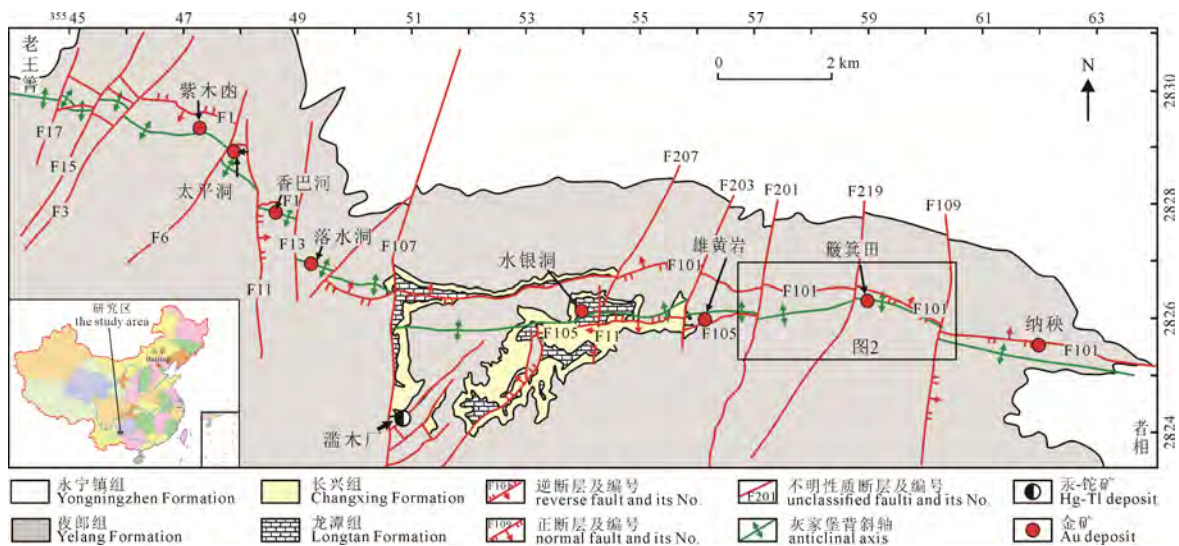 355
45
47
49
51
53
55
57
59
61
63
2830
2828
2826
2824
老王箐
紫木凼
太平洞
香巴河
落水洞
水银洞
雄黄岩
簸箕田
纳秧
滥木厂
者相
0 2 km
N
F17
F15
F3
F6
F1
F1
F11
F13
F107
F207
F203
F201
F219
F109
F101
F101
F101
F101
F105
F11
F105
图2
研究区
the study area
Beijing
永宁镇组
Yongningzhen Formation
长兴组
Changxing Formation
F101
逆断层及编号
reverse fault and its No.
F201
不明性质断层及编号
unclassified faulti and its No.
汞-铊矿
Hg-Tl deposit
夜郎组
Yelang Formation
龙潭组
Longtan Formation
F109
正断层及编号
normal fault and its No.
灰家堡背斜轴
anticlinal axis
金矿
Au deposit